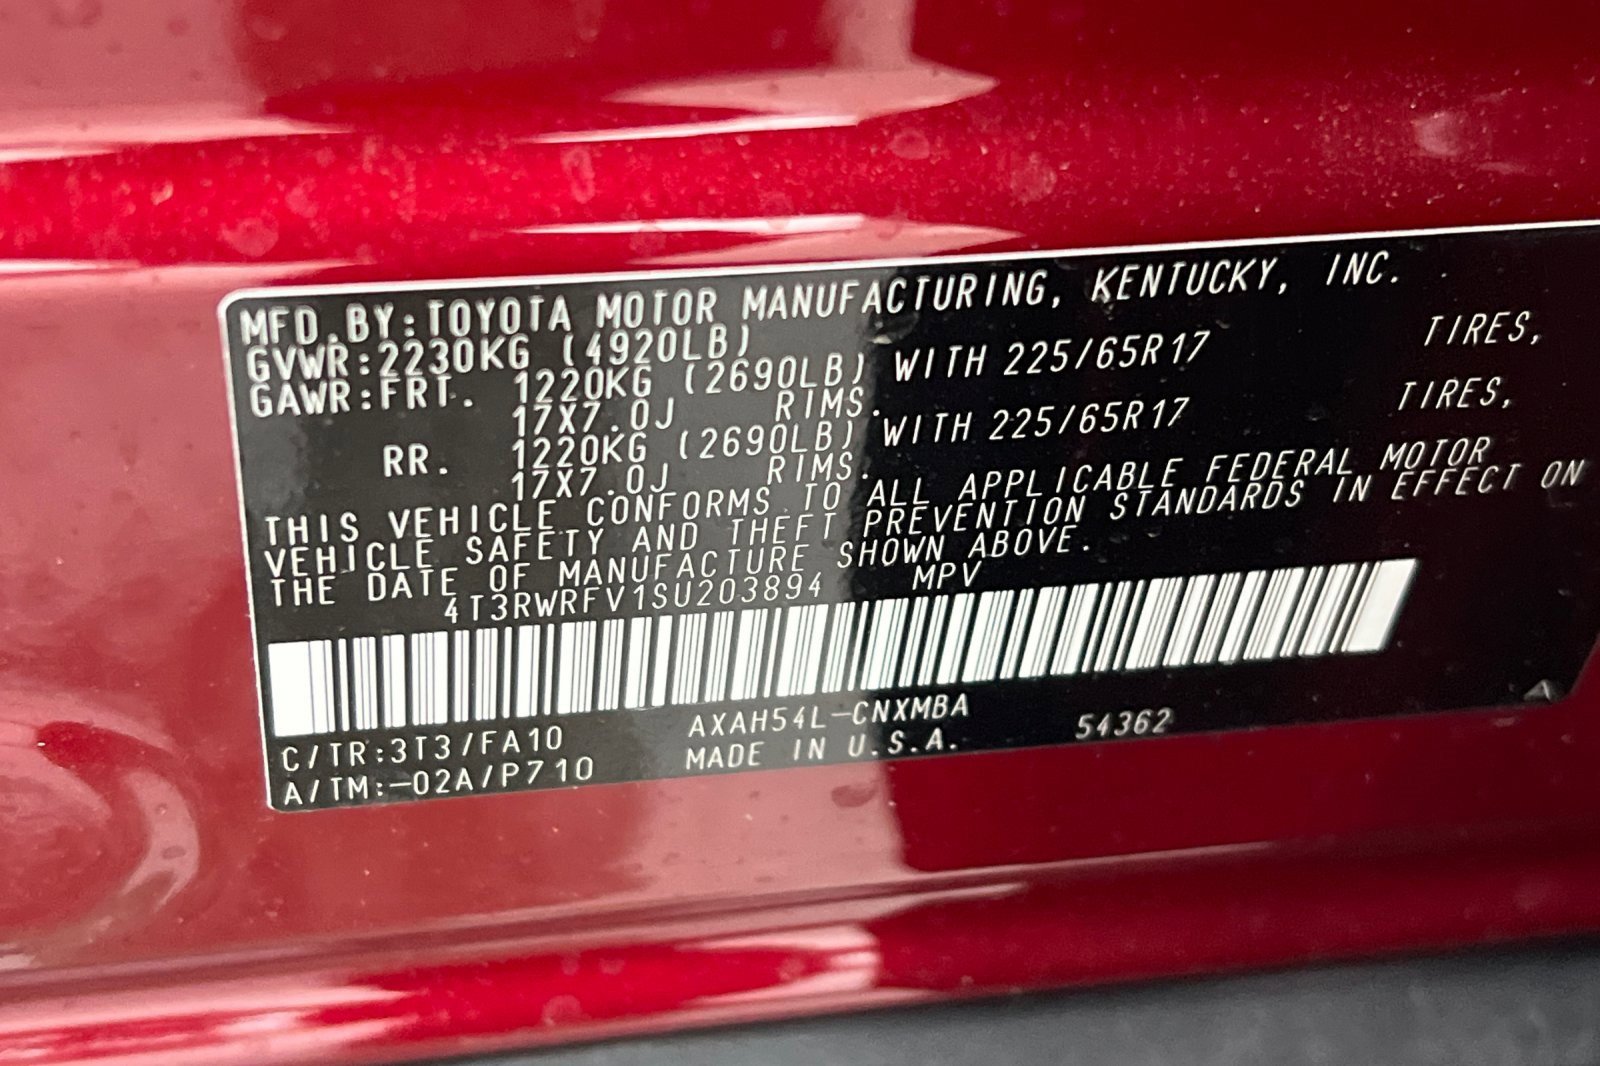 MFD.BY:TOYOTA MOTOR MANUFACTURING, KENTUCKY, INC.
GVWR:2230KG (4920LB)
GAWR:FRT. 1220KG (2690LB) WITH 225/65R17 TIRES,
17X7.0J RIMS.
RR. 1220KG (2690LB) WITH 225/65R17 TIRES,
17X7.0J RIMS.
THIS VEHICLE CONFORMS TO ALL APPLICABLE FEDERAL MOTOR
VEHICLE SAFETY AND THEFT PREVENTION STANDARDS IN EFFECT ON
THE DATE OF MANUFACTURE SHOWN ABOVE.
4T3RWRFV1SU203894 MPV
C/TR:3T3/FA10 AXAH54L-CNXMBA 54362
A/TM:-02A/P710 MADE IN U.S.A.
A